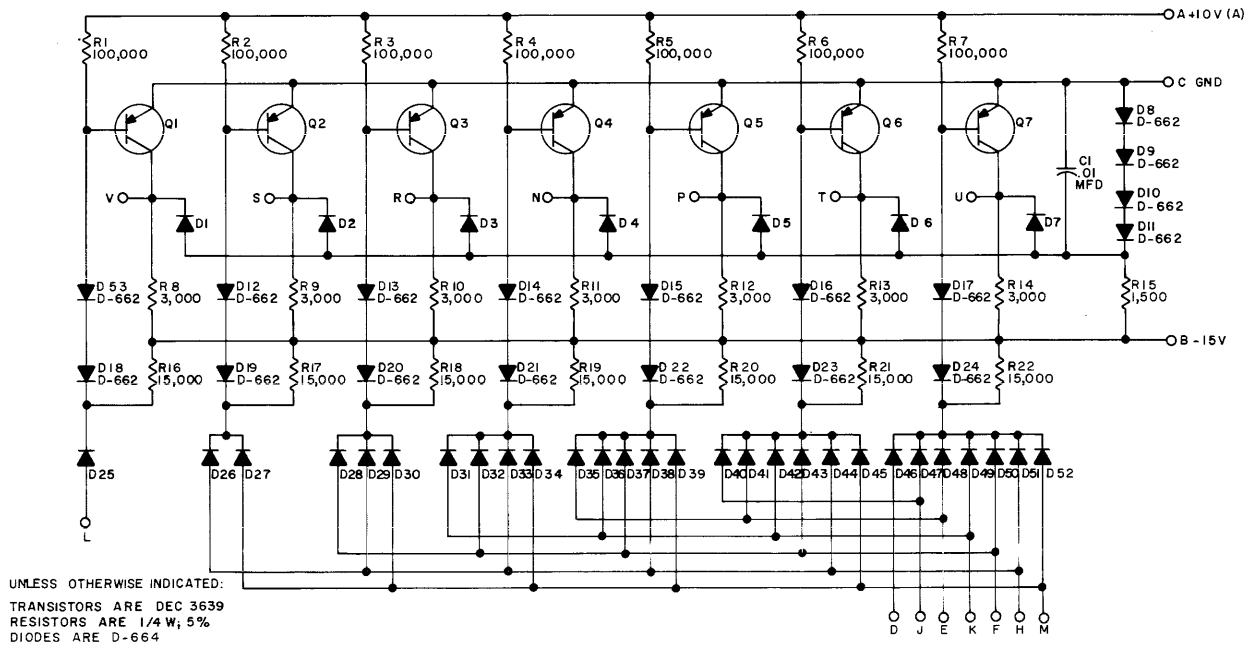 A+10V (A)
R1 100,000
R2 100,000
R3 100,000
R4 100,000
R5 100,000
R6 100,000
R7 100,000
C GND
Q1
Q2
Q3
Q4
Q5
Q6
Q7
D8 D-662
D9 D-662
D10 D-662
D11 D-662
C1 .01 MFD
V
S
R
N
P
T
U
D1
D2
D3
D4
D5
D6
D7
D53 D-662
R8 3,000
D12 D-662
R9 3,000
D13 D-662
R10 3,000
D14 D-662
R11 3,000
D15 D-662
R12 3,000
D16 D-662
R13 3,000
D17 D-662
R14 3,000
R15 1,500
B -15V
D18 D-662
R16 15,000
D19 D-662
R17 15,000
D20 D-662
R18 15,000
D21 D-662
R19 15,000
D22 D-662
R20 15,000
D23 D-662
R21 15,000
D24 D-662
R22 15,000
D25
D26
D27
D28
D29
D30
D31
D32
D33
D34
D35
D36
D37
D38
D39
D40
D41
D42
D43
D44
D45
D46
D47
D48
D49
D50
D51
D52
L
UNLESS OTHERWISE INDICATED:
TRANSISTORS ARE DEC 3639
RESISTORS ARE 1/4 W; 5%
DIODES ARE D-664
D
J
E
K
F
H
M